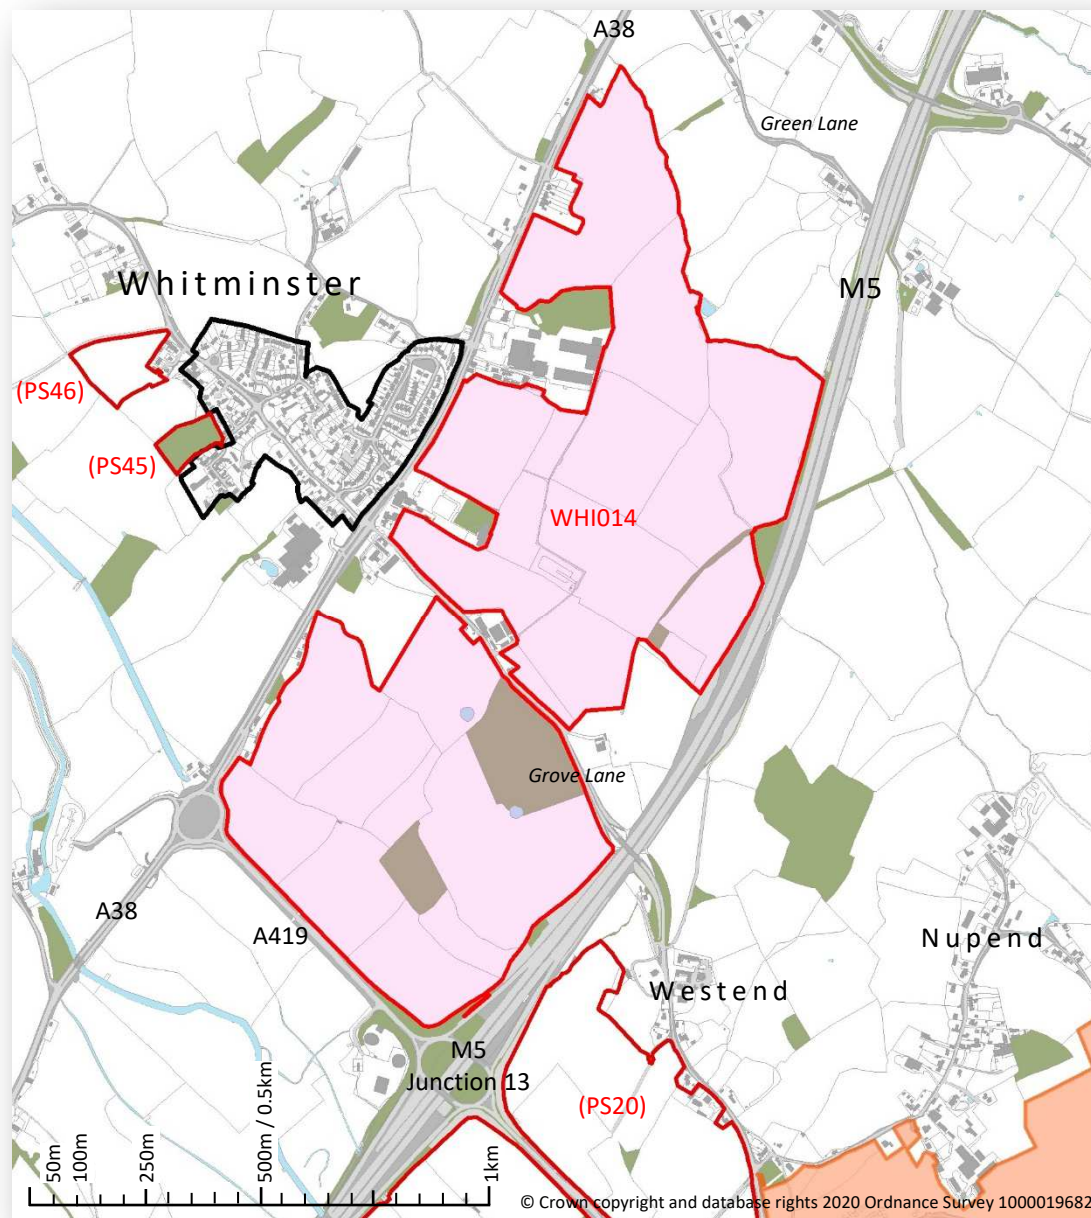 A38
Green Lane
Whitminster
M5
(PS46)
(PS45)
WHI014
Grove Lane
A38
A419
Nupend
Westend
M5
Junction 13
(PS20)
50m
100m
250m
500m / 0.5km
1km
© Crown copyright and database rights 2020 Ordnance Survey 1000019682